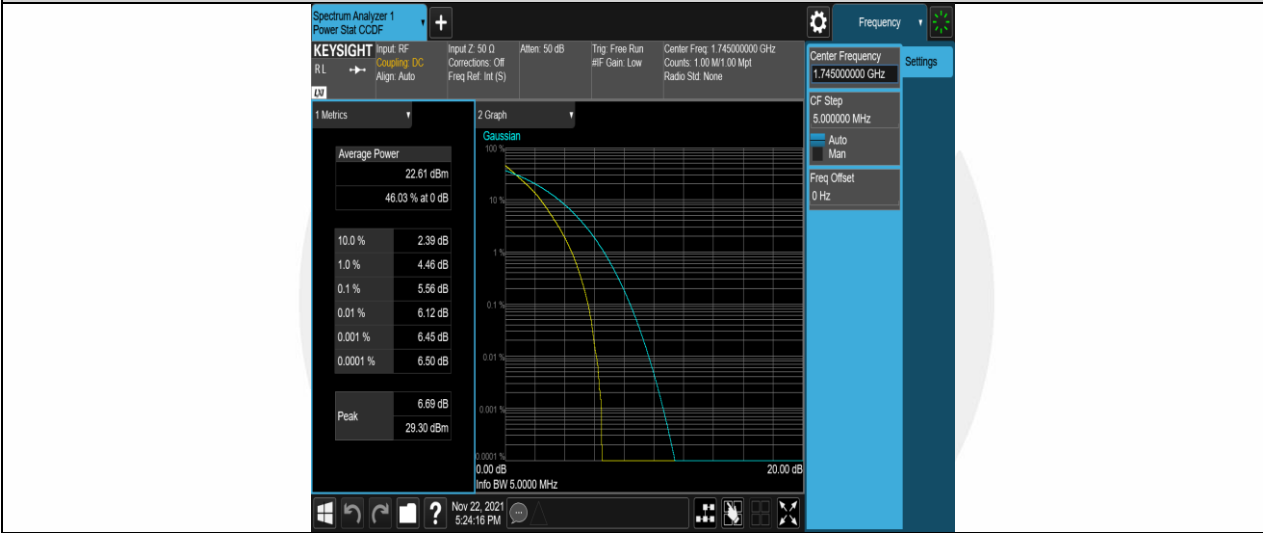 Spectrum Analyzer 1
Power Stat CCDF
Frequency
KEYSIGHT
RL
LXI
Input: RF
Coupling: DC
Align: Auto
Input Z: 50 Ω
Corrections: Off
Freq Ref: Int (S)
Atten: 50 dB
Trig: Free Run
#IF Gain: Low
Center Freq: 1.745000000 GHz
Counts: 1.00 M/1.00 Mpt
Radio Std: None
Center Frequency
1.745000000 GHz
Settings
CF Step
5.000000 MHz
Auto
Man
Freq Offset
0 Hz
1 Metrics
Average Power
22.61 dBm
46.03 % at 0 dB
10.0 % 2.39 dB
1.0 % 4.46 dB
0.1 % 5.56 dB
0.01 % 6.12 dB
0.001 % 6.45 dB
0.0001 % 6.50 dB
Peak 6.69 dB
29.30 dBm
2 Graph
Gaussian
100 %
10 %
1 %
0.1 %
0.01 %
0.001 %
0.0001 %
0.00 dB 20.00 dB
Info BW 5.0000 MHz
?
Nov 22, 2021
5:24:16 PM